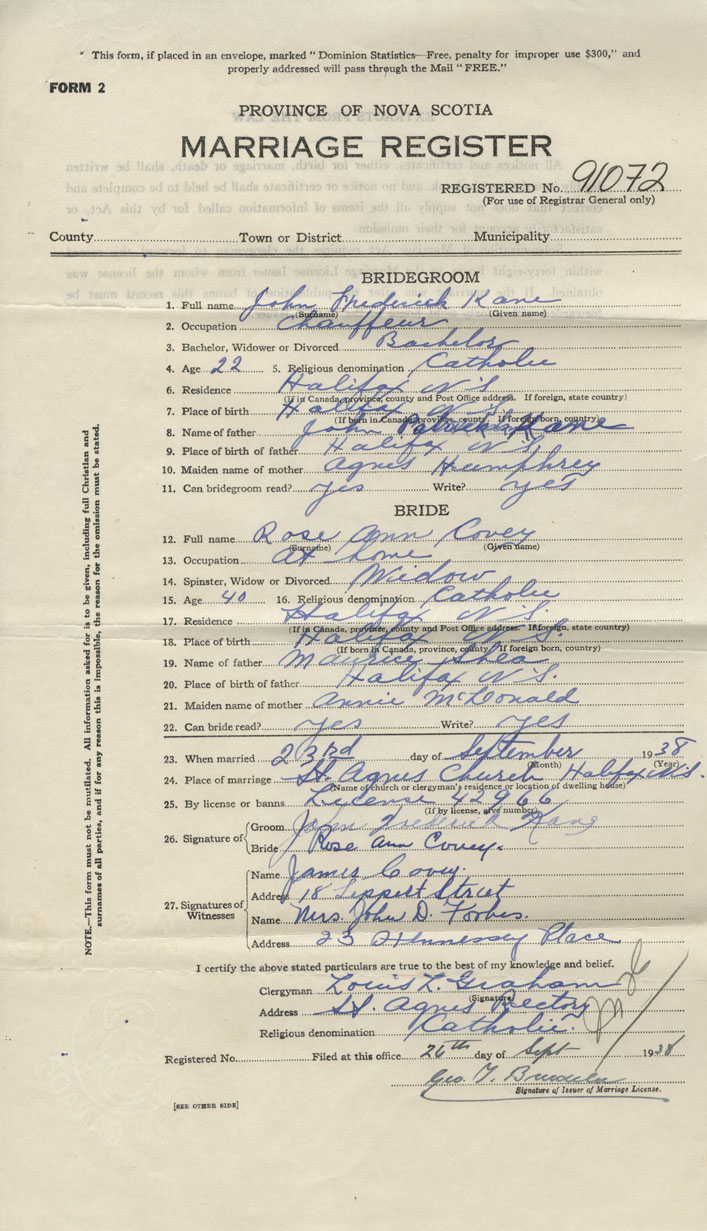 * This form, if placed in an envelope, marked "Dominion Statistics—Free, penalty for improper use $300," and
properly addressed will pass through the Mail "FREE."
FORM 2
PROVINCE OF NOVA SCOTIA
MARRIAGE REGISTER
REGISTERED No. 91072
(For use of Registrar General only)
County Town or District Municipality
BRIDEGROOM
1. Full name John Frederick Kane
(Surname) (Given name)
2. Occupation Chauffeur
3. Bachelor, Widower or Divorced Bachelor
4. Age 22 5. Religious denomination Catholic
6. Residence Halifax N.S.
(If in Canada, province, county and Post Office address. If foreign, state country)
7. Place of birth Halifax N.S.
(If born in Canada, province, county. If foreign born, country)
8. Name of father John Kane
9. Place of birth of father Halifax N.S.
10. Maiden name of mother Agnes Humphrey
11. Can bridegroom read? yes Write? yes
BRIDE
12. Full name Rose Ann Covey
(Surname) (Given name)
13. Occupation at home
14. Spinster, Widow or Divorced Widow
15. Age 40 16. Religious denomination Catholic
17. Residence Halifax N.S.
(If in Canada, province, county and Post Office address. If foreign, state country)
18. Place of birth Halifax N.S.
(If born in Canada, province, county. If foreign born, country)
19. Name of father Maurice Shea
20. Place of birth of father Halifax N.S.
21. Maiden name of mother Annie McDonald
22. Can bride read? yes Write? yes
23. When married 23rd day of September 1938
(Month) (Year)
24. Place of marriage St. Agnes Church Halifax N.S.
(Name of church or clergyman's residence or location of dwelling house)
25. By license or banns License 42966
(If by license, give number)
26. Signature of Groom John Frederick Kane
Bride Rose Ann Covey.
27. Signatures of Witnesses
Name James Covey.
Address 18 Lippert Street
Name Mrs. John D. Forbes.
Address 23 Hennessey Place
I certify the above stated particulars are true to the best of my knowledge and belief.
Clergyman Louis L. Graham
(Signature)
Address St. Agnes Rectory
Religious denomination Catholic.
Registered No. Filed at this office 26th day of Sept 1938
Geo. T.
Signature of Issuer of Marriage License.
[SEE OTHER SIDE]
NOTE.—This form must not be mutilated. All information asked for is to be given, including full Christian and
surnames of all parties, and if for any reason this is impossible, the reason for the omission must be stated.